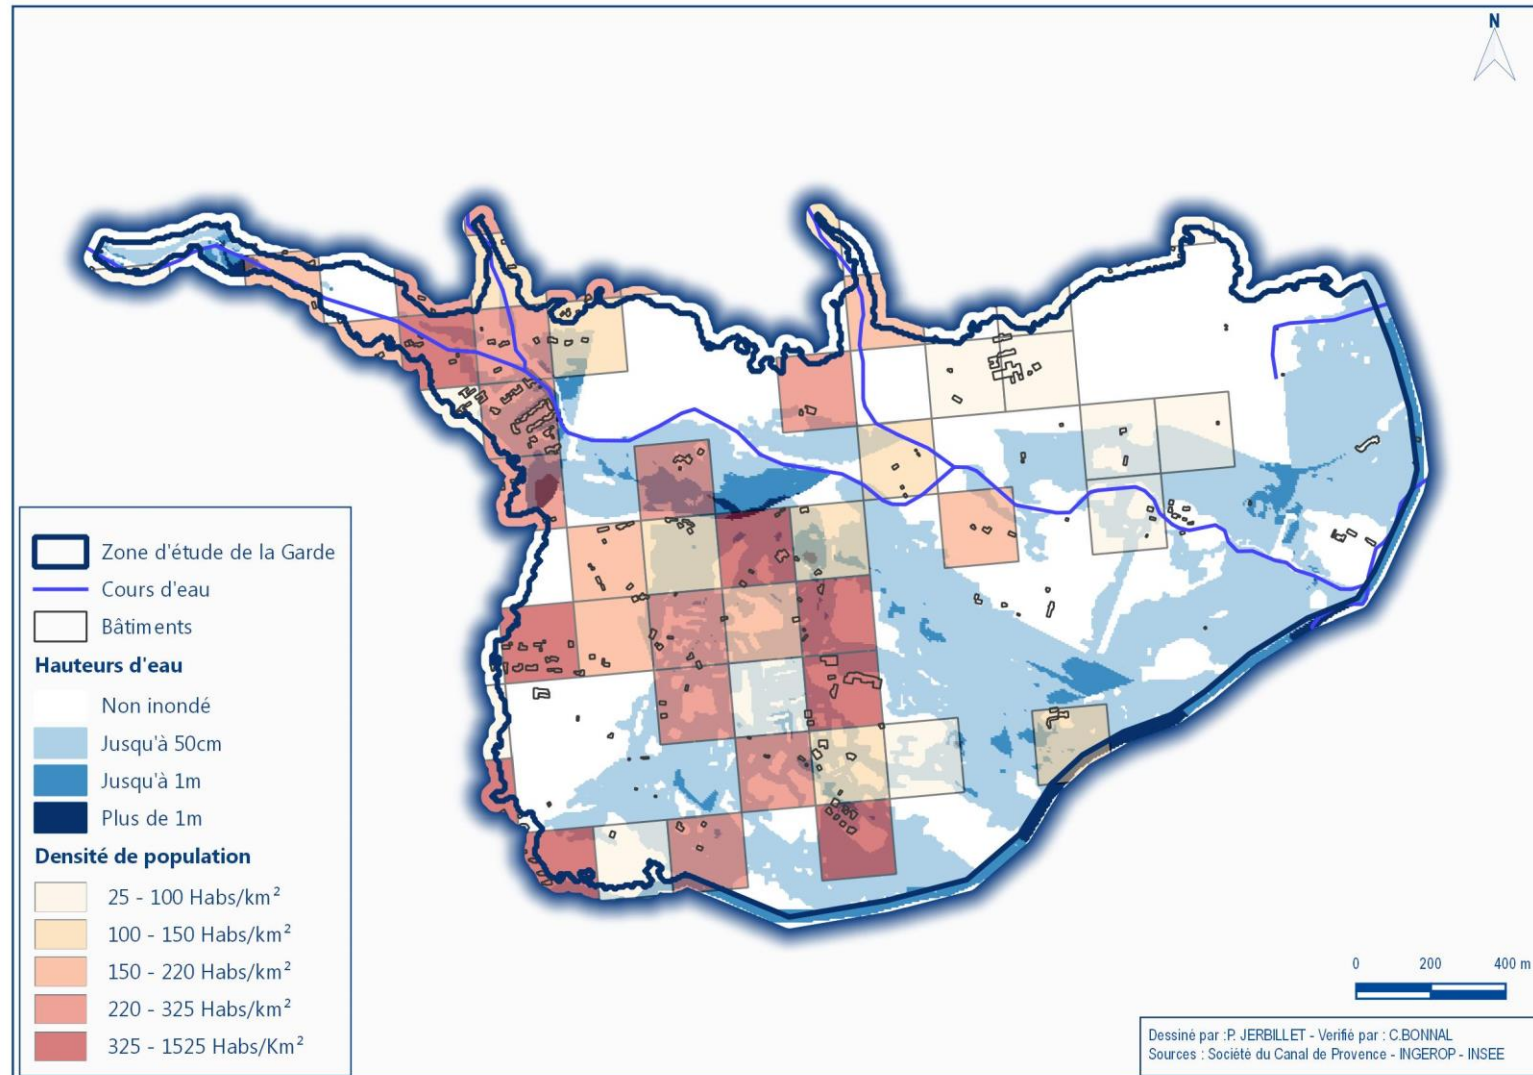 N
Zone d'étude de la Garde
Cours d'eau
Bâtiments
Hauteurs d'eau
Non inondé
Jusqu'à 50cm
Jusqu'à 1m
Plus de 1m
Densité de population
25 - 100 Habs/km²
100 - 150 Habs/km²
150 - 220 Habs/km²
220 - 325 Habs/km²
325 - 1525 Habs/Km²
0 200 400 m
Dessiné par :P. JERBILLET - Verifié par : C.BONNAL
Sources : Société du Canal de Provence - INGEROP - INSEE